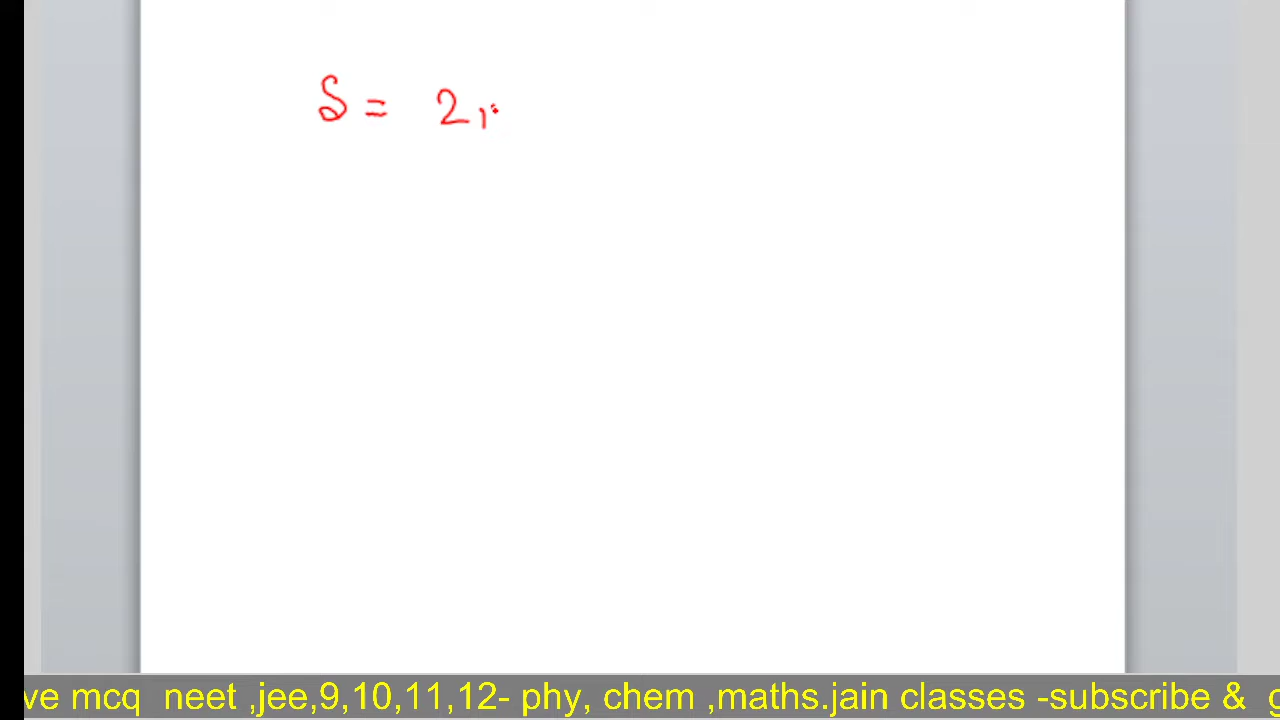 S = 2
ve mcq neet ,jee,9,10,11,12- phy, chem ,maths.jain classes -subscribe & g